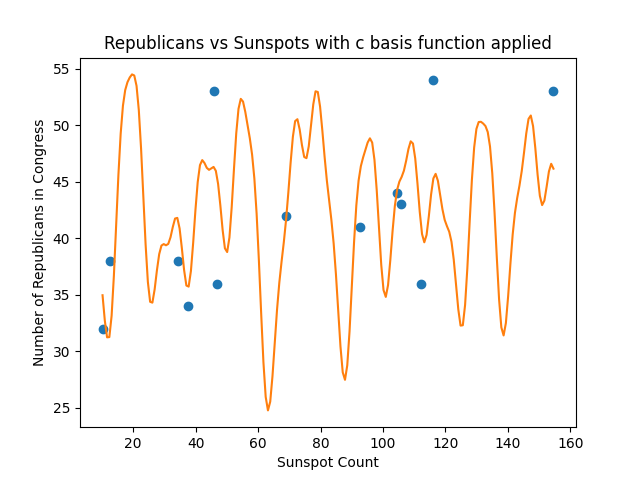 Republicans vs Sunspots with c basis function applied
Number of Republicans in Congress
55
50
45
40
35
30
25
20 40 60 80 100 120 140 160
Sunspot Count